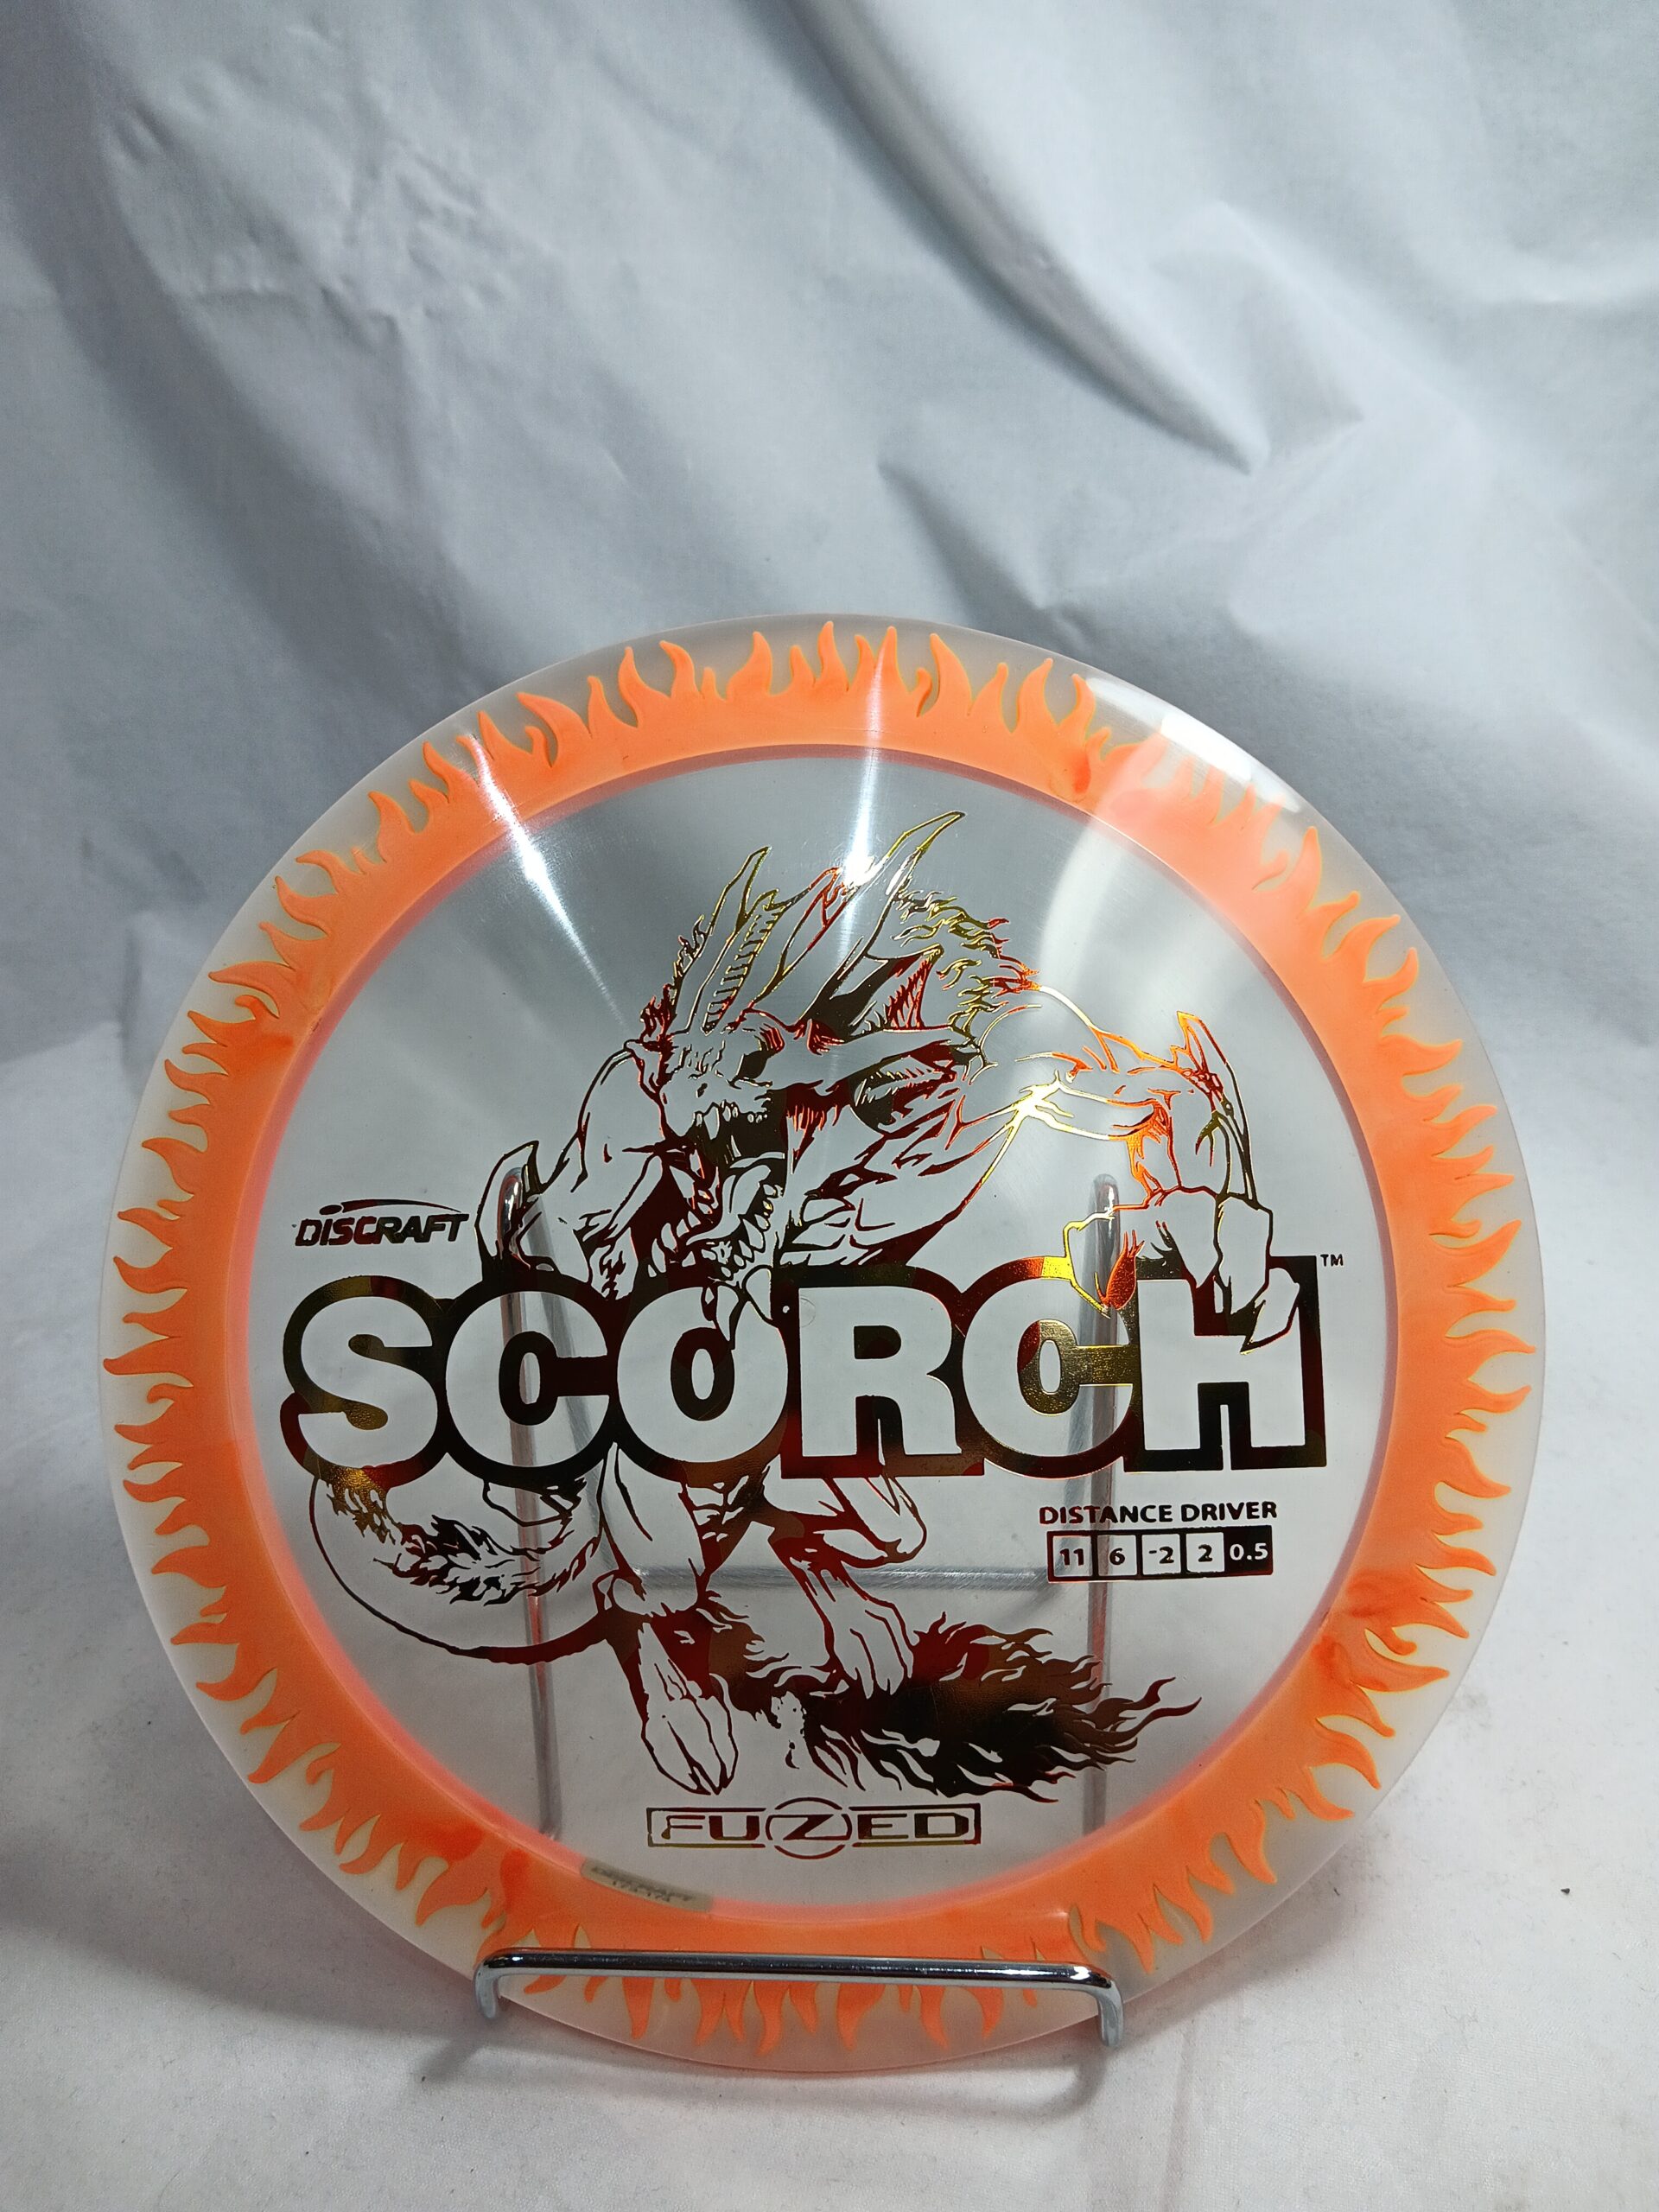 DISCRAFT
SCORCH™
DISTANCE DRIVER
11 6 -2 2 0.5
FUZED